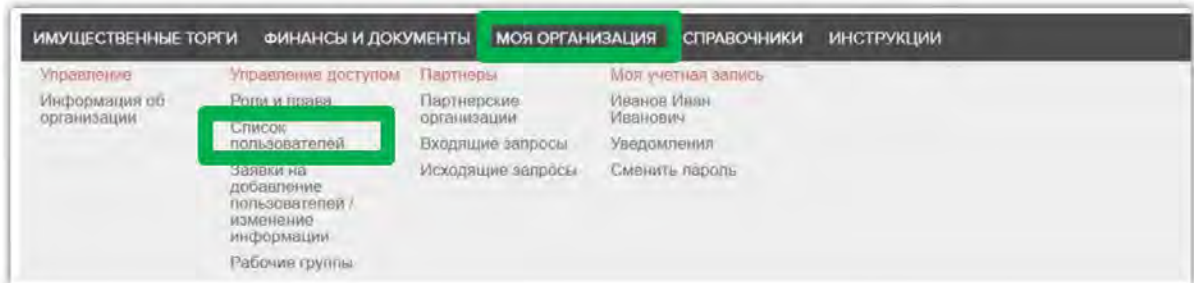 ИМУЩЕСТВЕННЫЕ ТОРГИ ФИНАНСЫ И ДОКУМЕНТЫ МОЯ ОРГАНИЗАЦИЯ СПРАВОЧНИКИ ИНСТРУКЦИИ
Управление
Информация об
организации
Управление доступом
Роли и права
Список
пользователей
Заявки на
добавление
пользователей /
изменение
информации
Рабочие группы
Партнеры
Партнерские
организации
Входящие запросы
Исходящие запросы
Моя учетная запись
Иванов Иван
Иванович
Уведомления
Сменить пароль